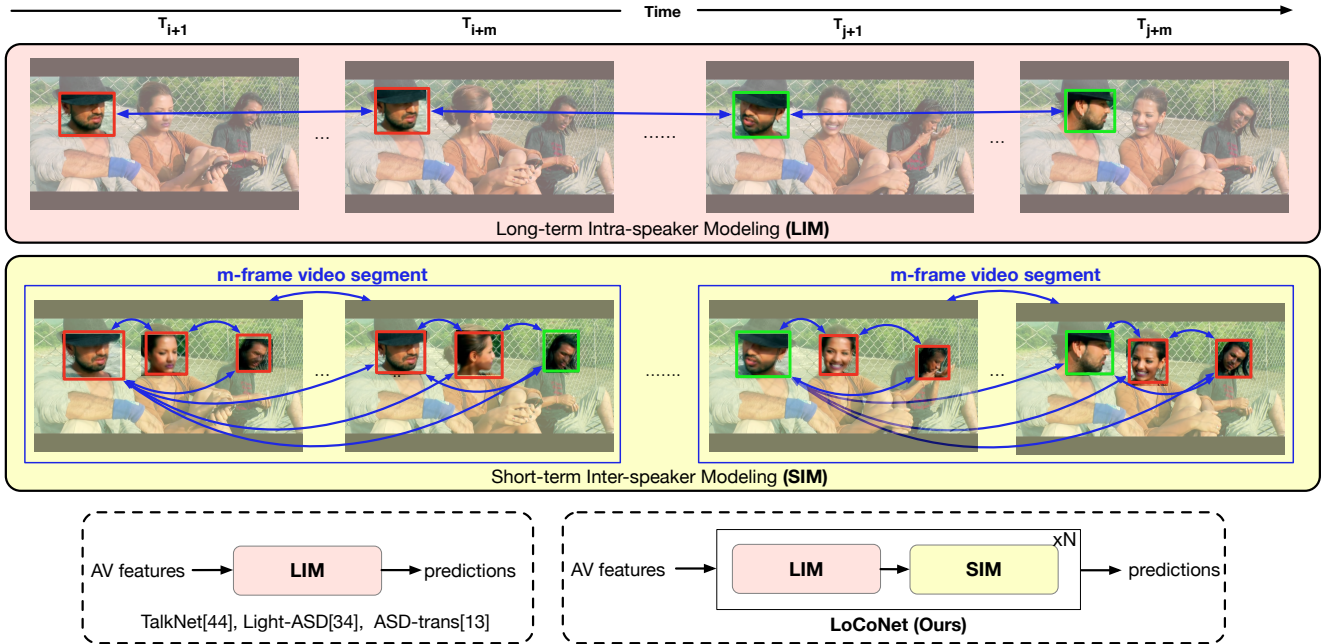 Time
T_{i+1} T_{i+m} T_{j+1} T_{j+m}
... ...... ...
Long-term Intra-speaker Modeling (LIM)
m-frame video segment m-frame video segment
... .. ....... ...
Short-term Inter-speaker Modeling (SIM)
AV features LIM predictions
TalkNet[44], Light-ASD[34], ASD-trans[13]
xN
AV features LIM SIM predictions
LoCoNet (Ours)